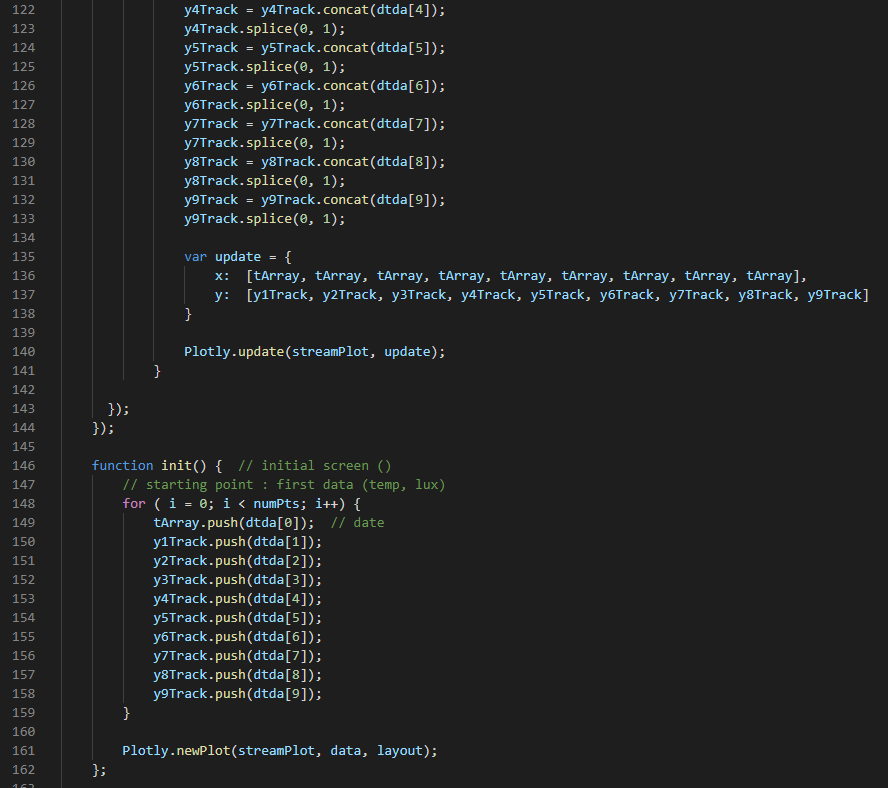 122 y4Track = y4Track.concat(dtda[4]);
123 y4Track.splice(0, 1);
124 y5Track = y5Track.concat(dtda[5]);
125 y5Track.splice(0, 1);
126 y6Track = y6Track.concat(dtda[6]);
127 y6Track.splice(0, 1);
128 y7Track = y7Track.concat(dtda[7]);
129 y7Track.splice(0, 1);
130 y8Track = y8Track.concat(dtda[8]);
131 y8Track.splice(0, 1);
132 y9Track = y9Track.concat(dtda[9]);
133 y9Track.splice(0, 1);
134
135 var update = {
136 x:  [tArray, tArray, tArray, tArray, tArray, tArray, tArray, tArray, tArray],
137 y:  [y1Track, y2Track, y3Track, y4Track, y5Track, y6Track, y7Track, y8Track, y9Track]
138 }
139
140 Plotly.update(streamPlot, update);
141 }
142
143 });
144 });
145
146 function init() {  // initial screen ()
147 // starting point : first data (temp, lux)
148 for ( i = 0; i < numPts; i++) {
149 tArray.push(dtda[0]);  // date
150 y1Track.push(dtda[1]);
151 y2Track.push(dtda[2]);
152 y3Track.push(dtda[3]);
153 y4Track.push(dtda[4]);
154 y5Track.push(dtda[5]);
155 y6Track.push(dtda[6]);
156 y7Track.push(dtda[7]);
157 y8Track.push(dtda[8]);
158 y9Track.push(dtda[9]);
159 }
160
161 Plotly.newPlot(streamPlot, data, layout);
162 };